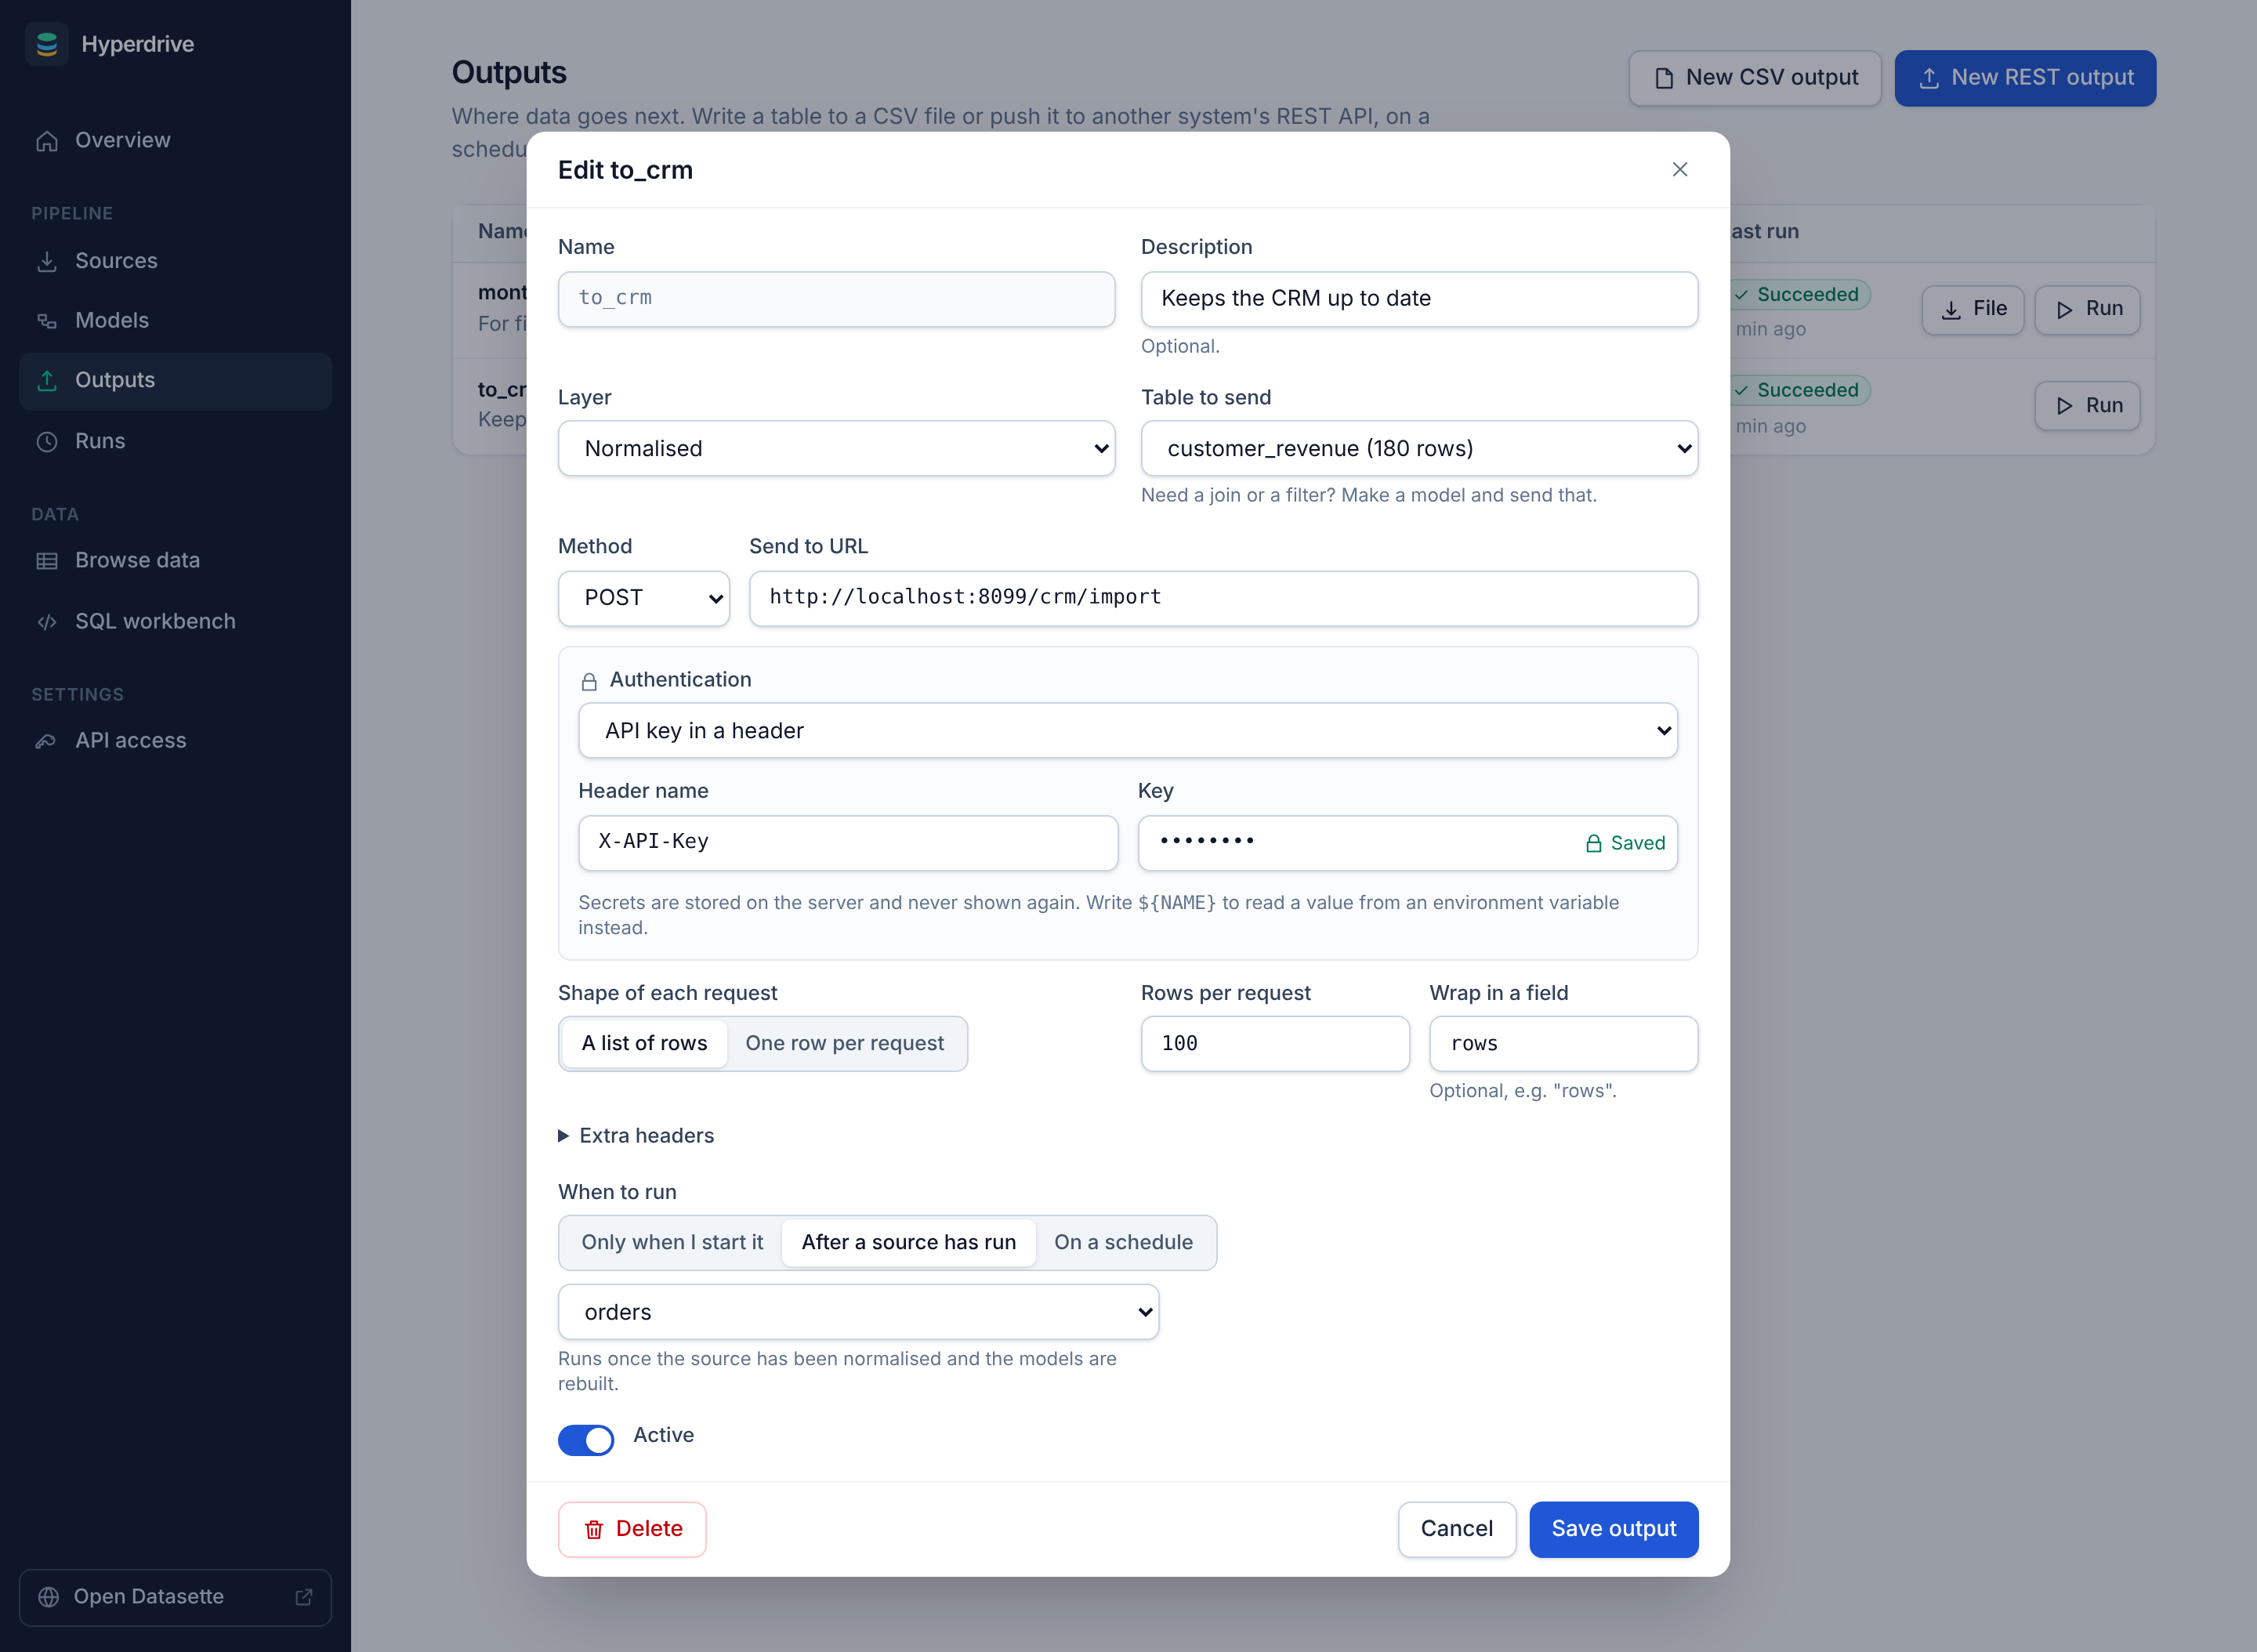 Hyperdrive
Overview
PIPELINE
Sources
Models
Outputs
Runs
DATA
Browse data
SQL workbench
SETTINGS
API access
Open Datasette
Outputs
Where data goes next. Write a table to a CSV file or push it to another system's REST API, on a
New CSV output
New REST output
Edit to_crm
Name
to_crm
Description
Keeps the CRM up to date
Optional.
Layer
Normalised
Table to send
customer_revenue (180 rows)
Need a join or a filter? Make a model and send that.
Method
POST
Send to URL
http://localhost:8099/crm/import
Authentication
API key in a header
Header name
X-API-Key
Key
••••••••
Saved
Secrets are stored on the server and never shown again. Write ${NAME} to read a value from an environment variable
instead.
Shape of each request
A list of rows
One row per request
Rows per request
100
Wrap in a field
rows
Optional, e.g. "rows".
Extra headers
When to run
Only when I start it
After a source has run
On a schedule
orders
Runs once the source has been normalised and the models are
rebuilt.
Active
Delete
Cancel
Save output
run
Succeeded
min ago
File
Run
Succeeded
min ago
Run